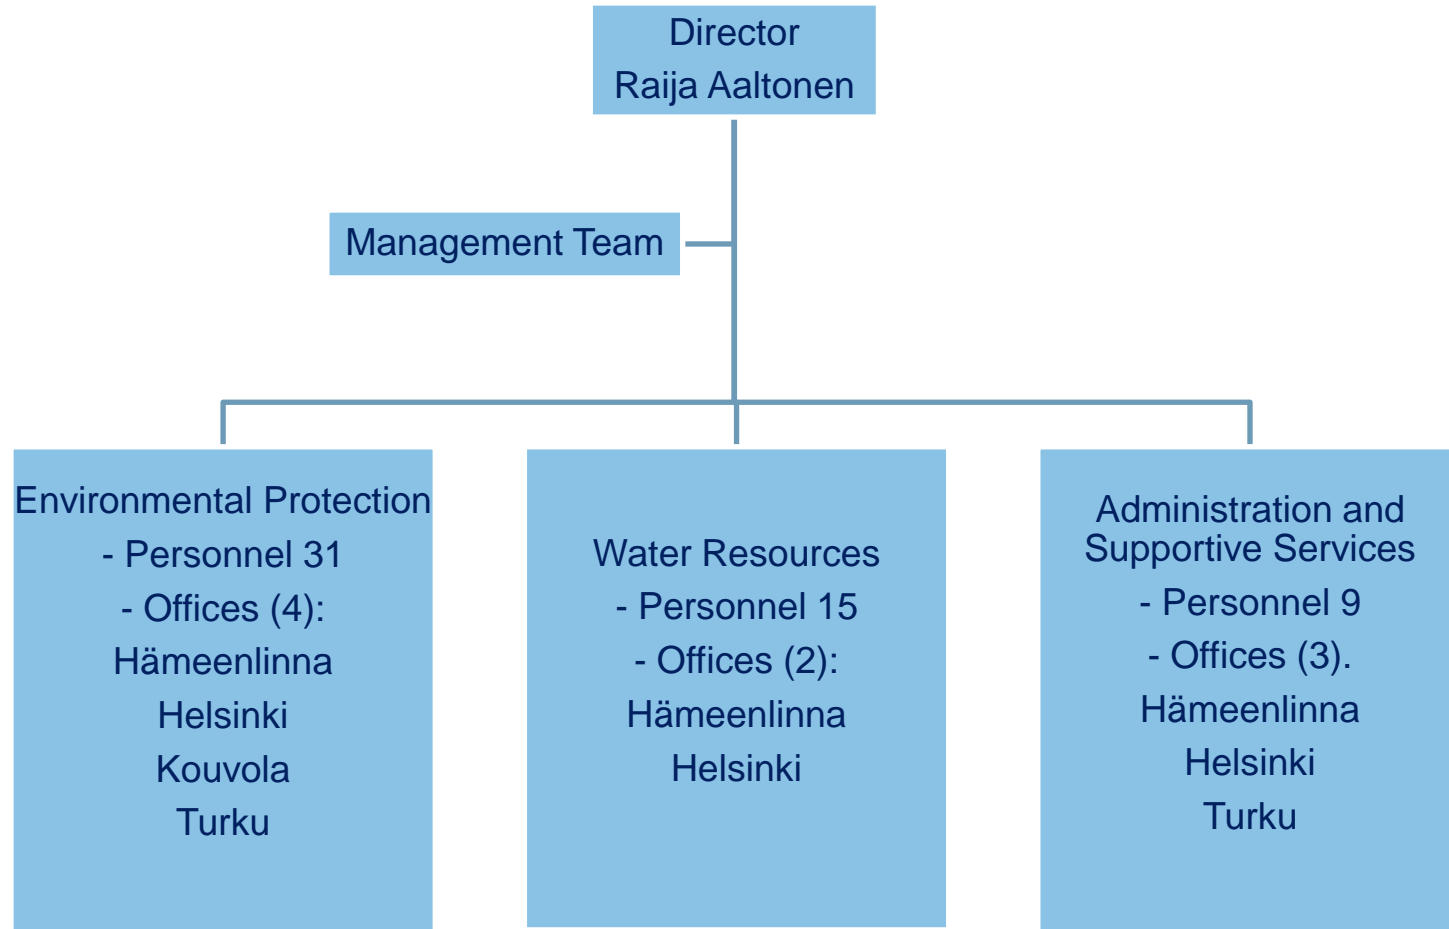 Director
Raija Aaltonen
Management Team
Environmental Protection
- Personnel 31
- Offices (4):
Hämeenlinna
Helsinki
Kouvola
Turku
Water Resources
- Personnel 15
- Offices (2):
Hämeenlinna
Helsinki
Administration and
Supportive Services
- Personnel 9
- Offices (3).
Hämeenlinna
Helsinki
Turku